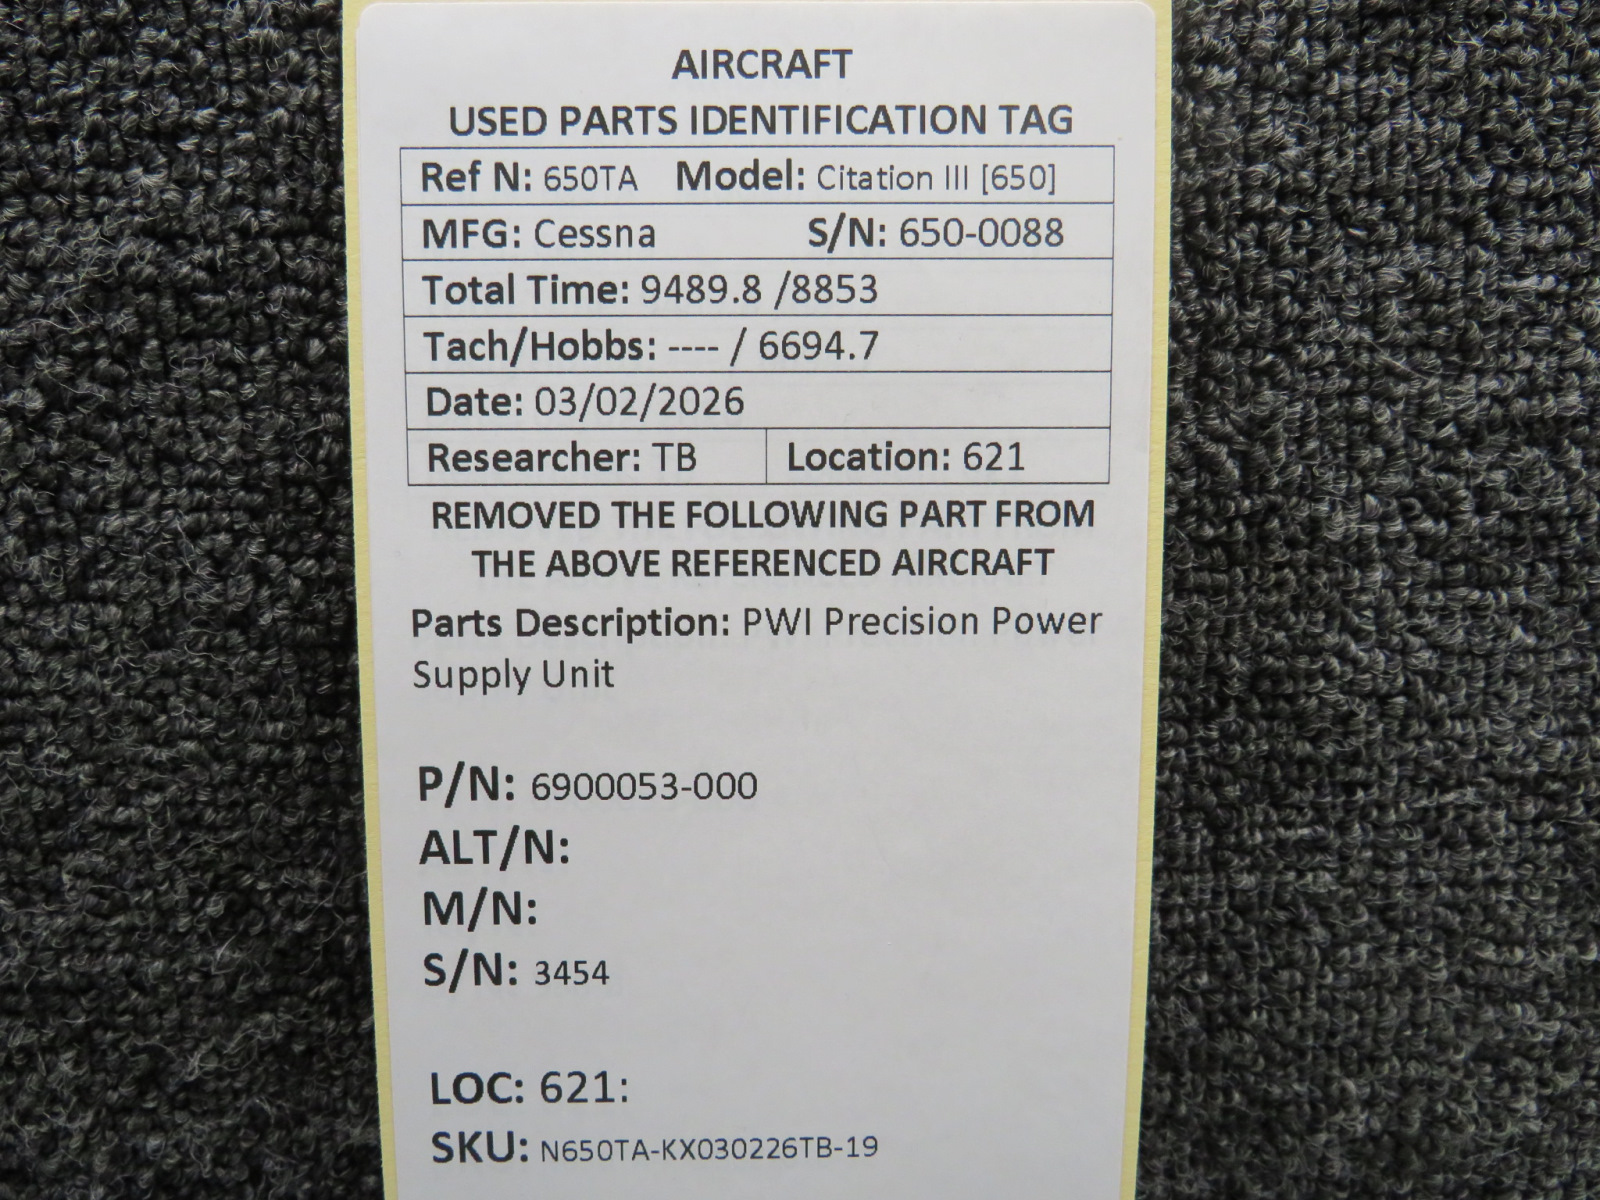 AIRCRAFT
USED PARTS IDENTIFICATION TAG
Ref N: 650TA Model: Citation III [650]
MFG: Cessna S/N: 650-0088
Total Time: 9489.8 /8853
Tach/Hobbs: ---- / 6694.7
Date: 03/02/2026
Researcher: TB Location: 621
REMOVED THE FOLLOWING PART FROM
THE ABOVE REFERENCED AIRCRAFT
Parts Description: PWI Precision Power
Supply Unit
P/N: 6900053-000
ALT/N:
M/N:
S/N: 3454
LOC: 621:
SKU: N650TA-KX030226TB-19